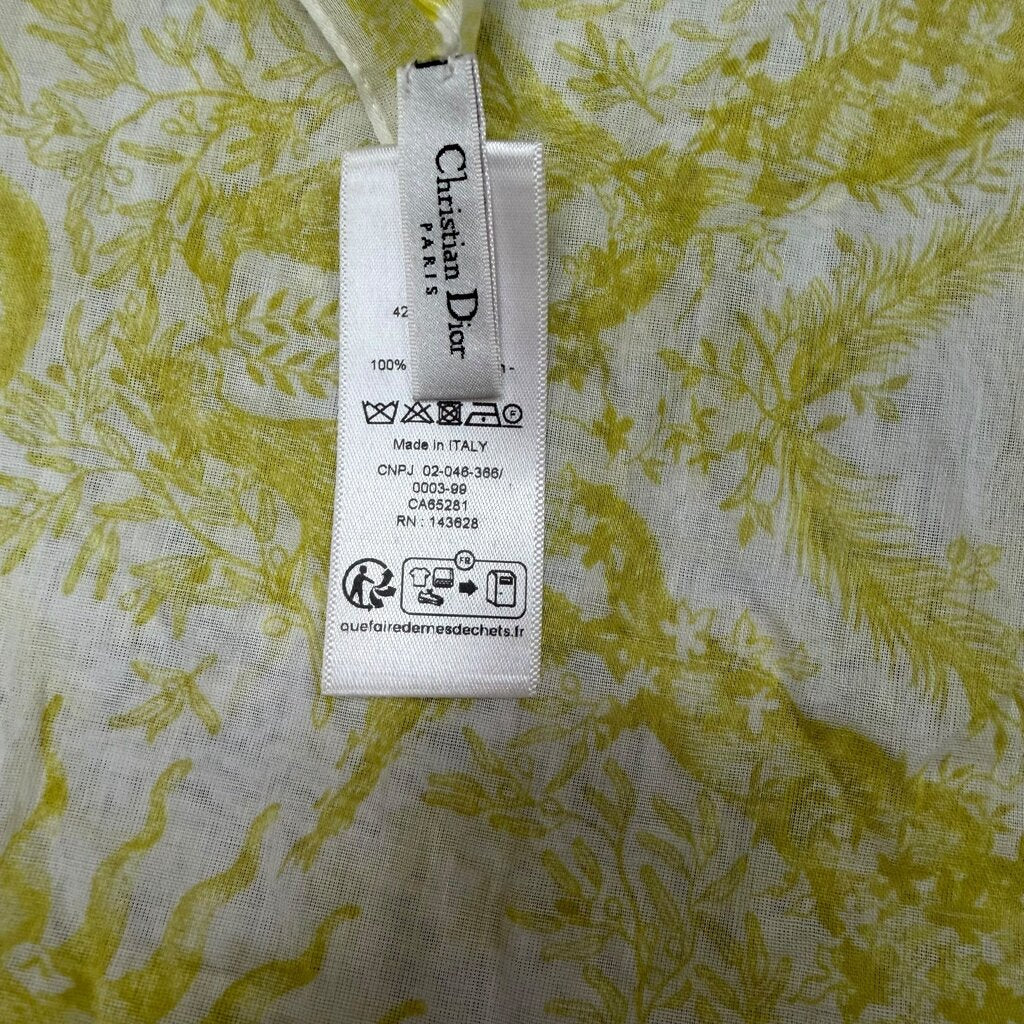 Christian Dior
PARIS
42
100%
Made in ITALY
CNPJ 02-046-366/
0003-99
CA65281
RN : 143628
FR
quefairedemesdechets.fr